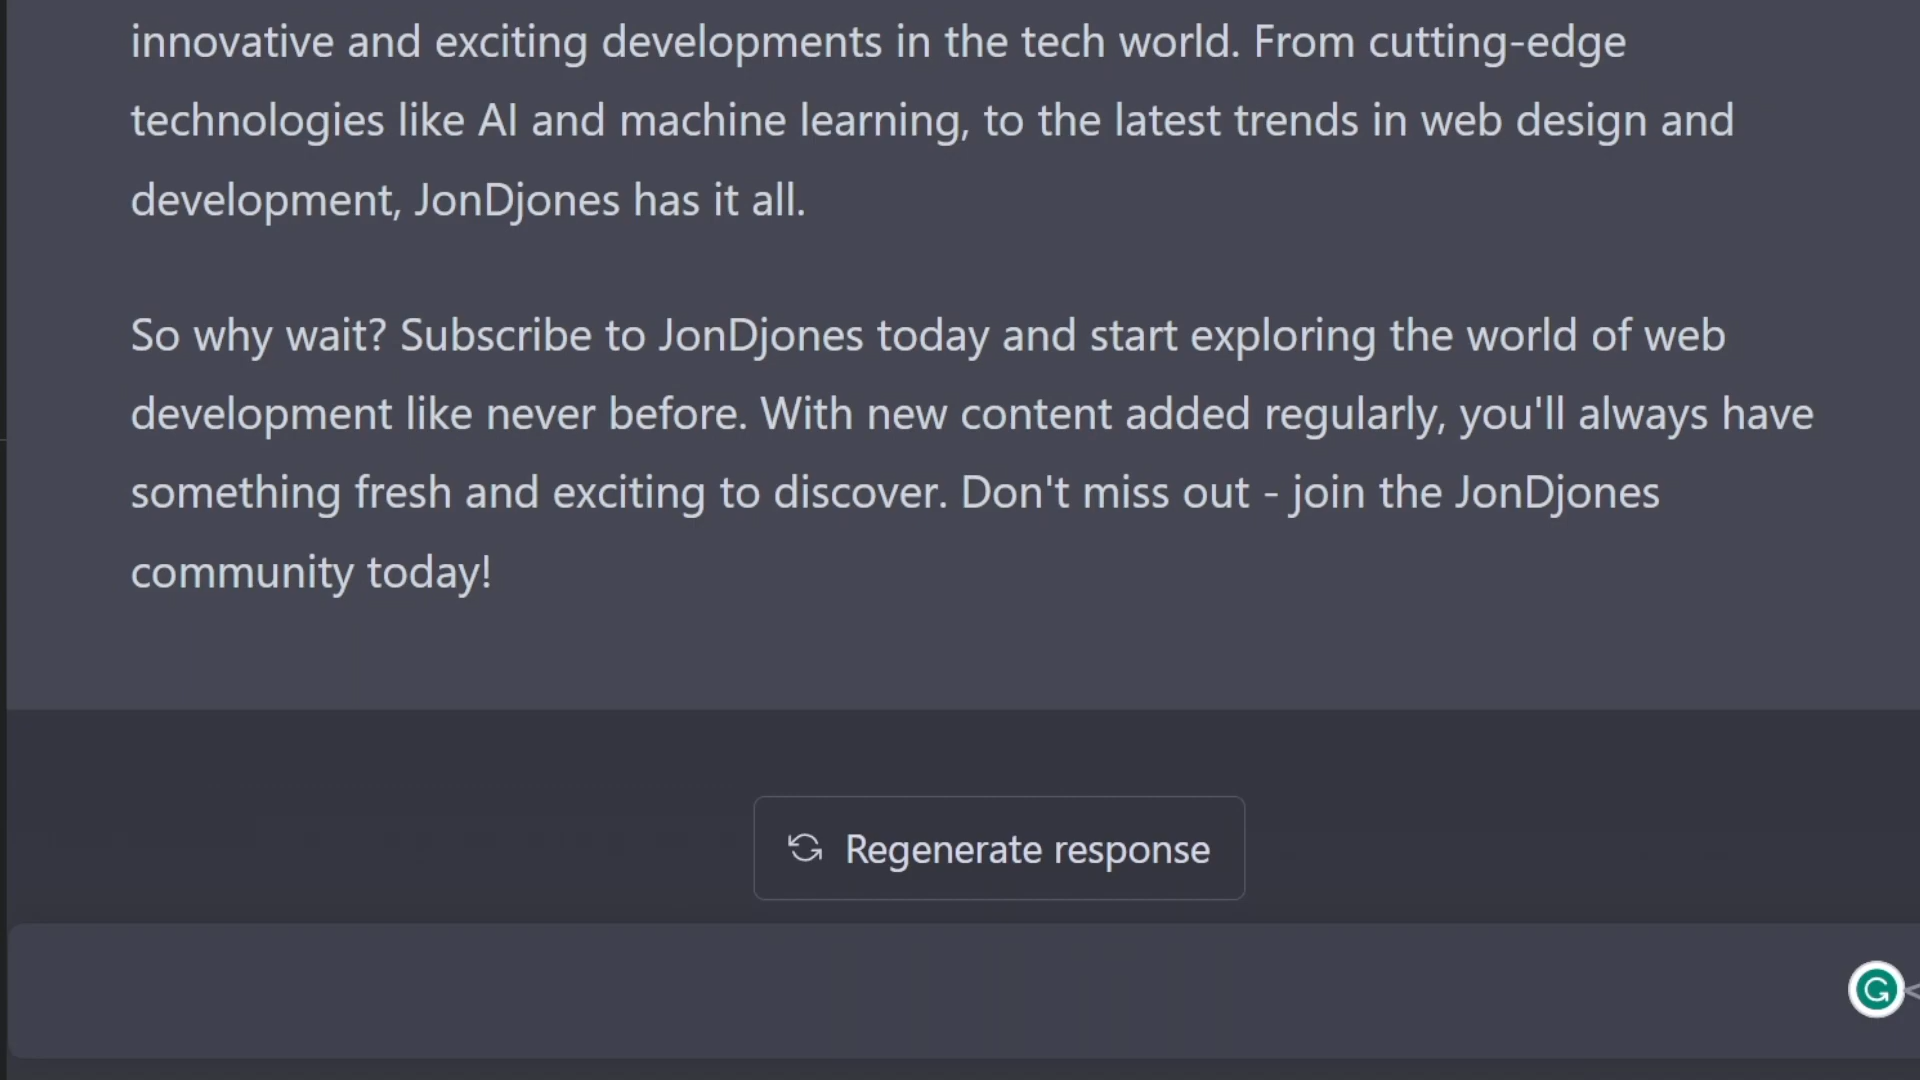 innovative and exciting developments in the tech world. From cutting-edge
technologies like AI and machine learning, to the latest trends in web design and
development, JonDjones has it all.
So why wait? Subscribe to JonDjones today and start exploring the world of web
development like never before. With new content added regularly, you'll always have
something fresh and exciting to discover. Don't miss out - join the JonDjones
community today!
Regenerate response